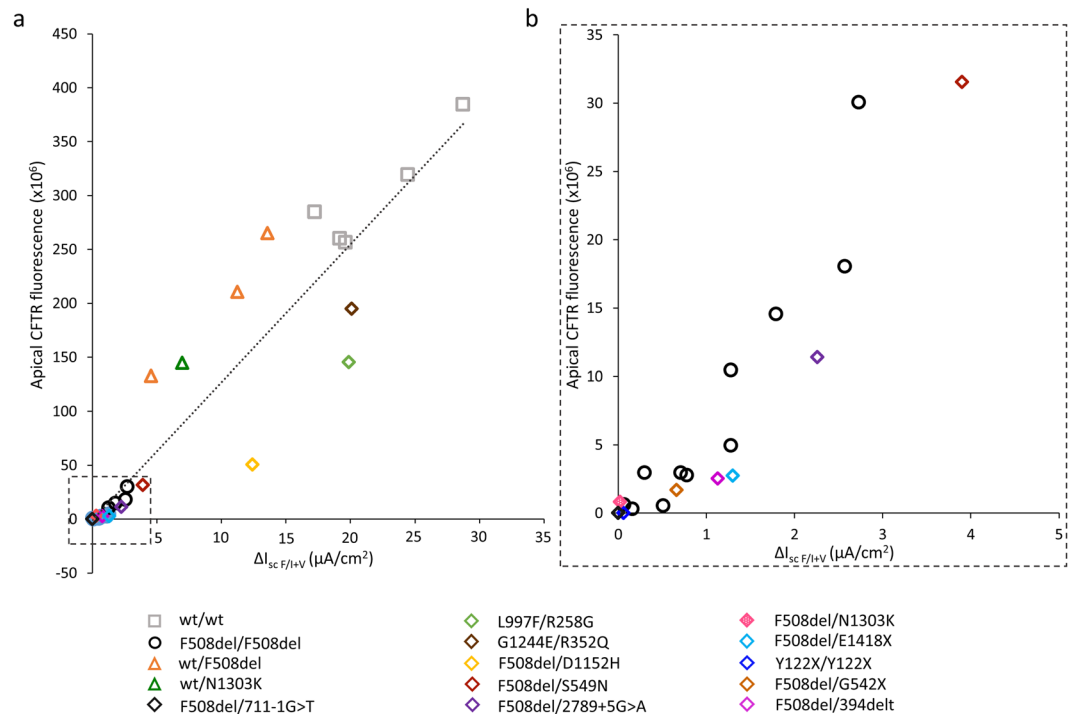 a
b
450
400
350
300
250
200
150
100
50
0
-50
5
10
15
20
25
30
35
Apical CFTR fluorescence (x10⁶)
ΔIsc F/I+V (µA/cm²)
35
30
25
20
15
10
5
0
0
1
2
3
4
5
Apical CFTR fluorescence (x10⁶)
ΔIsc F/I+V (µA/cm²)
wt/wt
F508del/F508del
wt/F508del
wt/N1303K
F508del/711-1G>T
L997F/R258G
G1244E/R352Q
F508del/D1152H
F508del/S549N
F508del/2789+5G>A
F508del/N1303K
F508del/E1418X
Y122X/Y122X
F508del/G542X
F508del/394delt